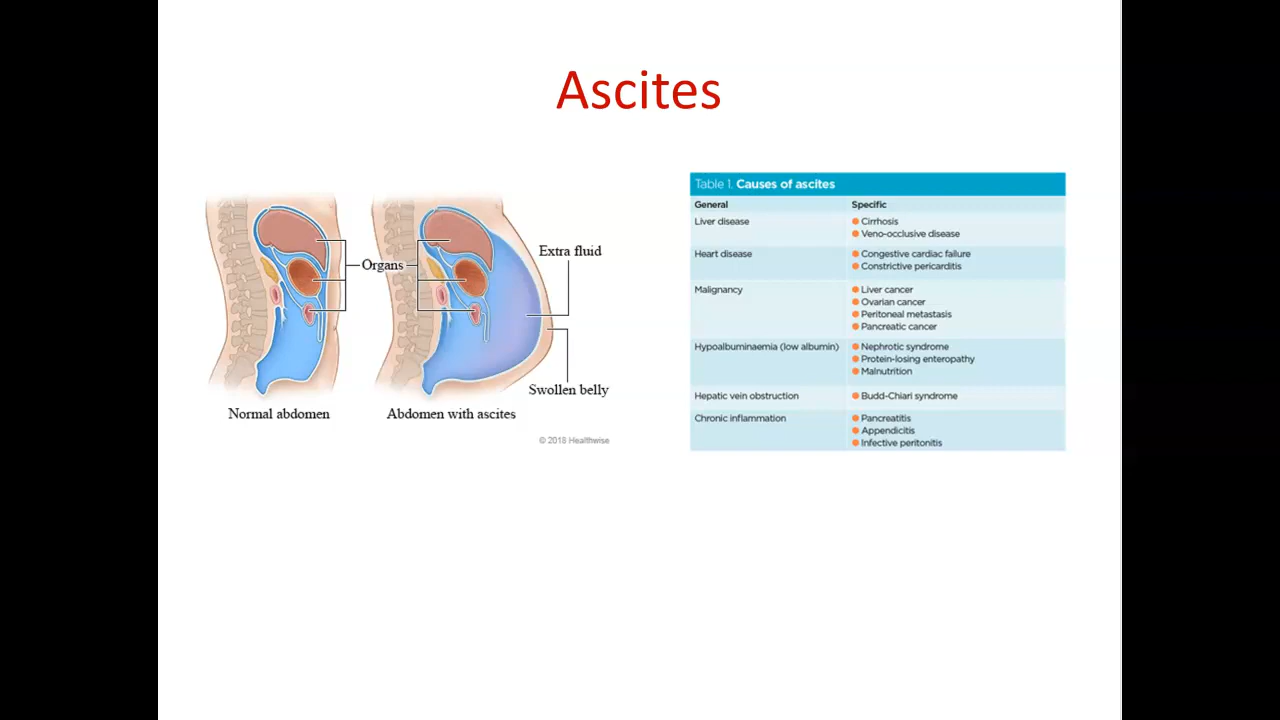 Ascites
Organs
Extra fluid
Swollen belly
Normal abdomen
Abdomen with ascites
© 2018 Healthwise
Table 1. Causes of ascites
General Specific
Liver disease Cirrhosis
Veno-occlusive disease
Heart disease Congestive cardiac failure
Constrictive pericarditis
Malignancy Liver cancer
Ovarian cancer
Peritoneal metastasis
Pancreatic cancer
Hypoalbuminaemia (low albumin) Nephrotic syndrome
Protein-losing enteropathy
Malnutrition
Hepatic vein obstruction Budd-Chiari syndrome
Chronic inflammation Pancreatitis
Appendicitis
Infective peritonitis